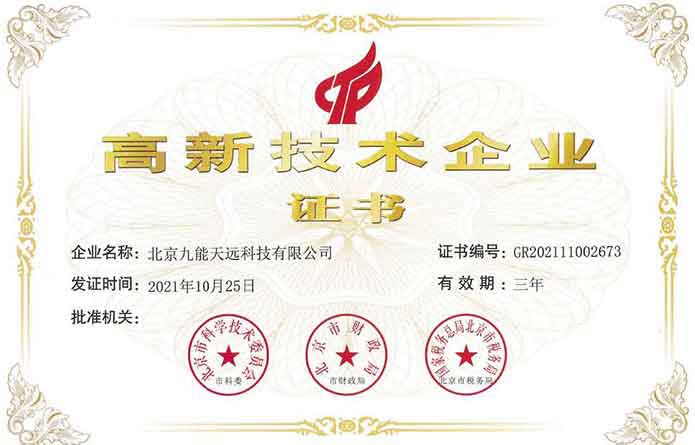 高新技术企业
证书
企业名称：北京九能天远科技有限公司
证书编号：GR202111002673
发证时间：2021年10月25日
有效期：三年
批准机关：
北京市科学技术委员会
市科委
北京市财政局
市财政局
国家税务总局北京市税务局
北京市税务局